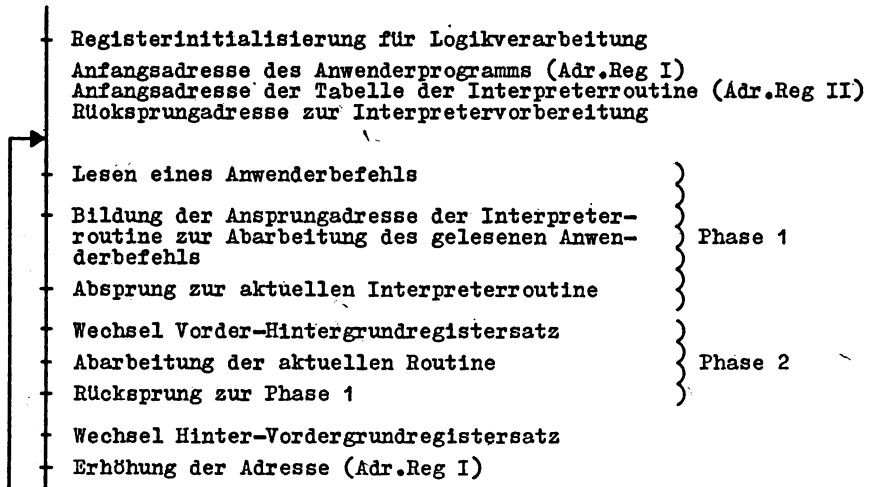 Registerinitialisierung für Logikverarbeitung
Anfangsadresse des Anwenderprogramms (Adr.Reg I)
Anfangsadresse der Tabelle der Interpreterroutine (Adr.Reg II)
Rücksprungadresse zur Interpretervorbereitung
Lesen eines Anwenderbefehls
Bildung der Ansprungadresse der Interpreter-
routine zur Abarbeitung des gelesenen Anwen-
derbefehls
Phase 1
Absprung zur aktuellen Interpreterroutine
Wechsel Vorder-Hintergrundregistersatz
Abarbeitung der aktuellen Routine
Phase 2
Rücksprung zur Phase 1
Wechsel Hinter-Vordergrundregistersatz
Erhöhung der Adresse (Adr.Reg I)